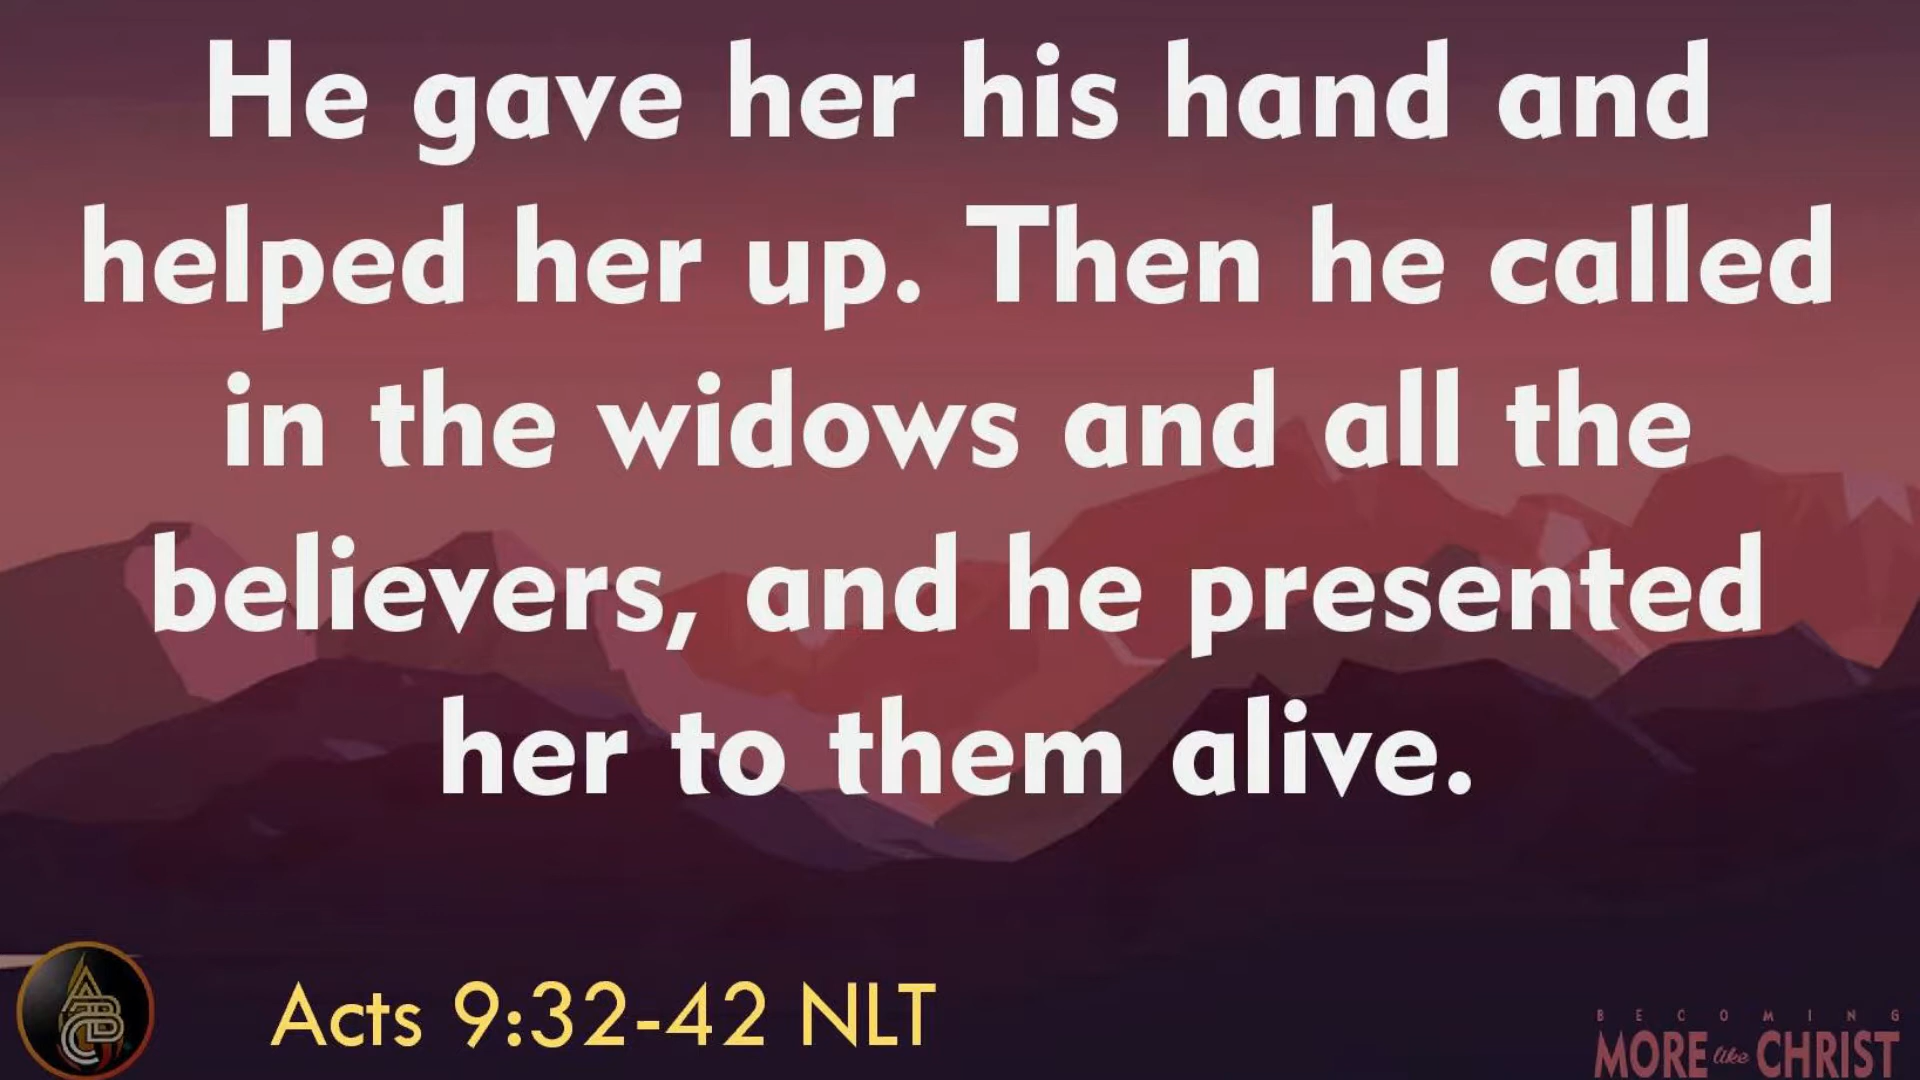 He gave her his hand and
helped her up. Then he called
in the widows and all the
believers, and he presented
her to them alive.
Acts 9:32-42 NLT
BECOMING
MORE like CHRIST
ABC